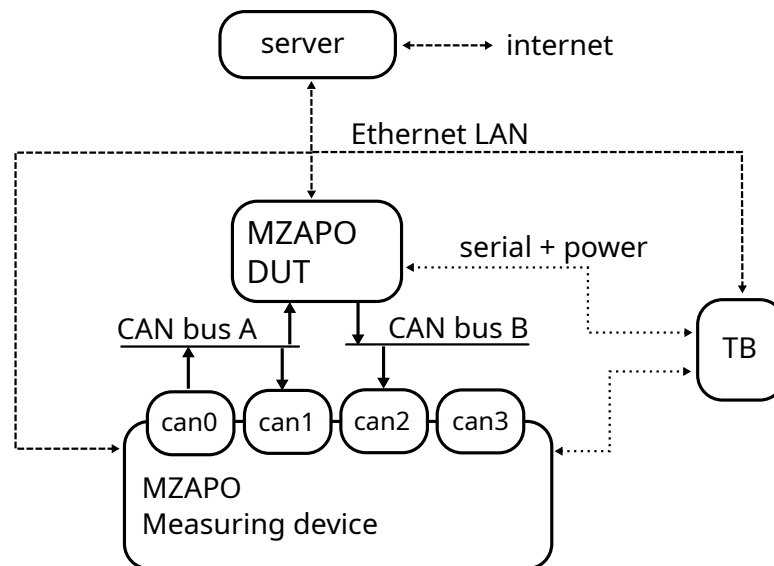 server
internet
Ethernet LAN
MZAPO
DUT
serial + power
CAN bus A
CAN bus B
TB
can0
can1
can2
can3
MZAPO
Measuring device